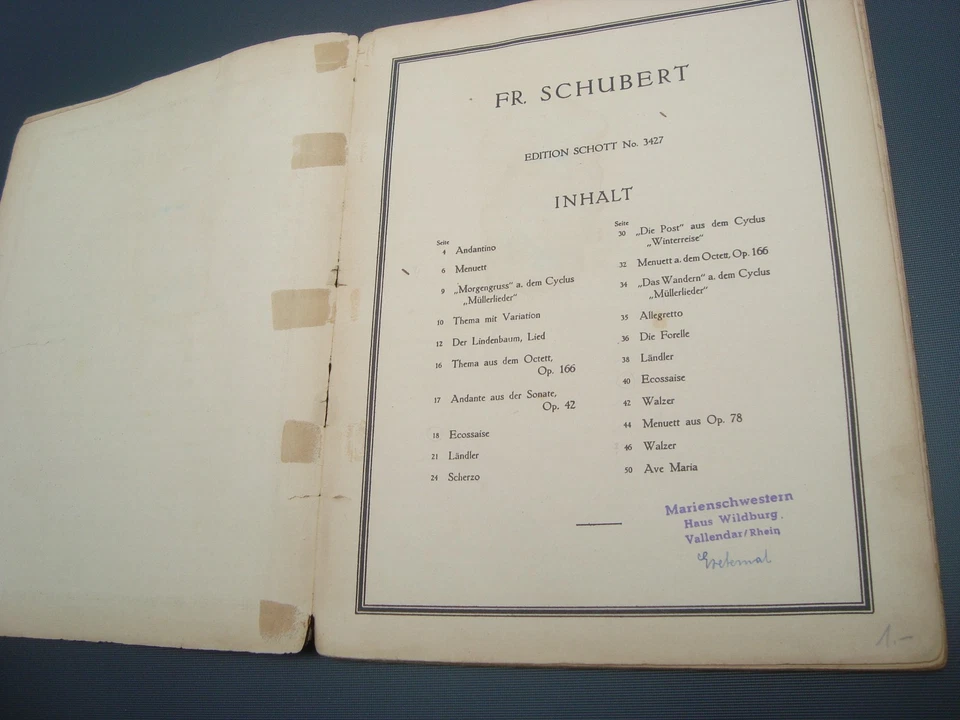 FR. SCHUBERT
EDITION SCHOTT No. 3427
INHALT
Seite
4 Andantino
6 Menuett
9 „Morgengruss“ a. dem Cyclus
„Müllerlieder“
10 Thema mit Variation
12 Der Lindenbaum, Lied
16 Thema aus dem Octett,
Op. 166
17 Andante aus der Sonate,
Op. 42
18 Ecossaise
21 Ländler
24 Scherzo
Seite
30 „Die Post“ aus dem Cyclus
„Winterreise“
32 Menuett a. dem Octett, Op. 166
34 „Das Wandern“ a. dem Cyclus
„Müllerlieder“
35 Allegretto
36 Die Forelle
38 Ländler
40 Ecossaise
42 Walzer
44 Menuett aus Op. 78
46 Walzer
50 Ave Maria
Marienschwestern
Haus Wildburg.
Vallendar/Rhein
1.–